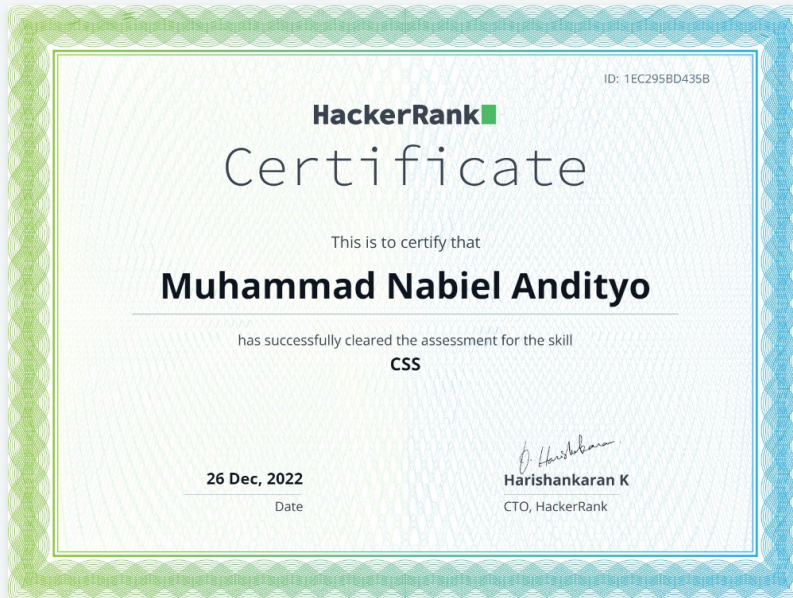 ID: 1EC295BD435B
HackerRank
Certificate
This is to certify that
Muhammad Nabiel Andityo
has successfully cleared the assessment for the skill
CSS
26 Dec, 2022
Date
Harishankaran K
CTO, HackerRank